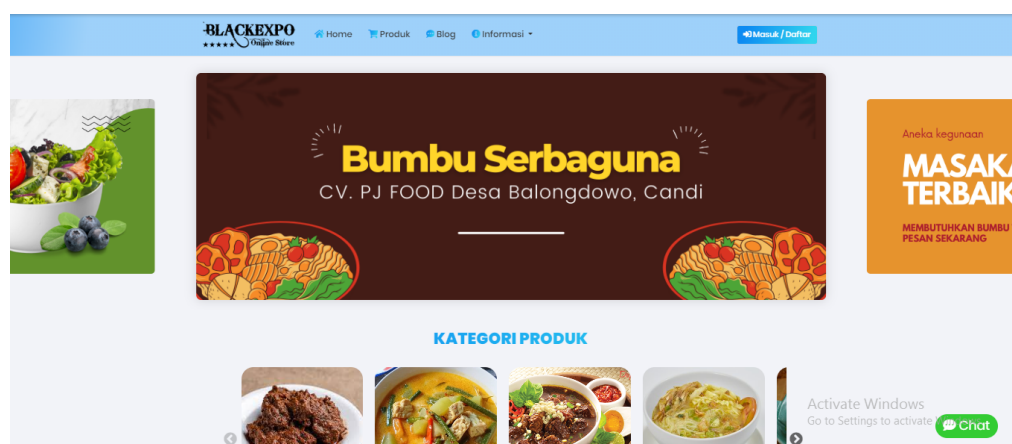 BLACKEXPO
Online Store
Home
Produk
Blog
Informasi
Masuk / Daftar
Bumbu Serbaguna
CV. PJ FOOD Desa Balongdowo, Candi
Aneka kegunaan
MASAKA
TERBAIK
MEMBUTUHKAN BUMBU
PESAN SEKARANG
KATEGORI PRODUK
Activate Windows
Go to Settings to activate
Chat